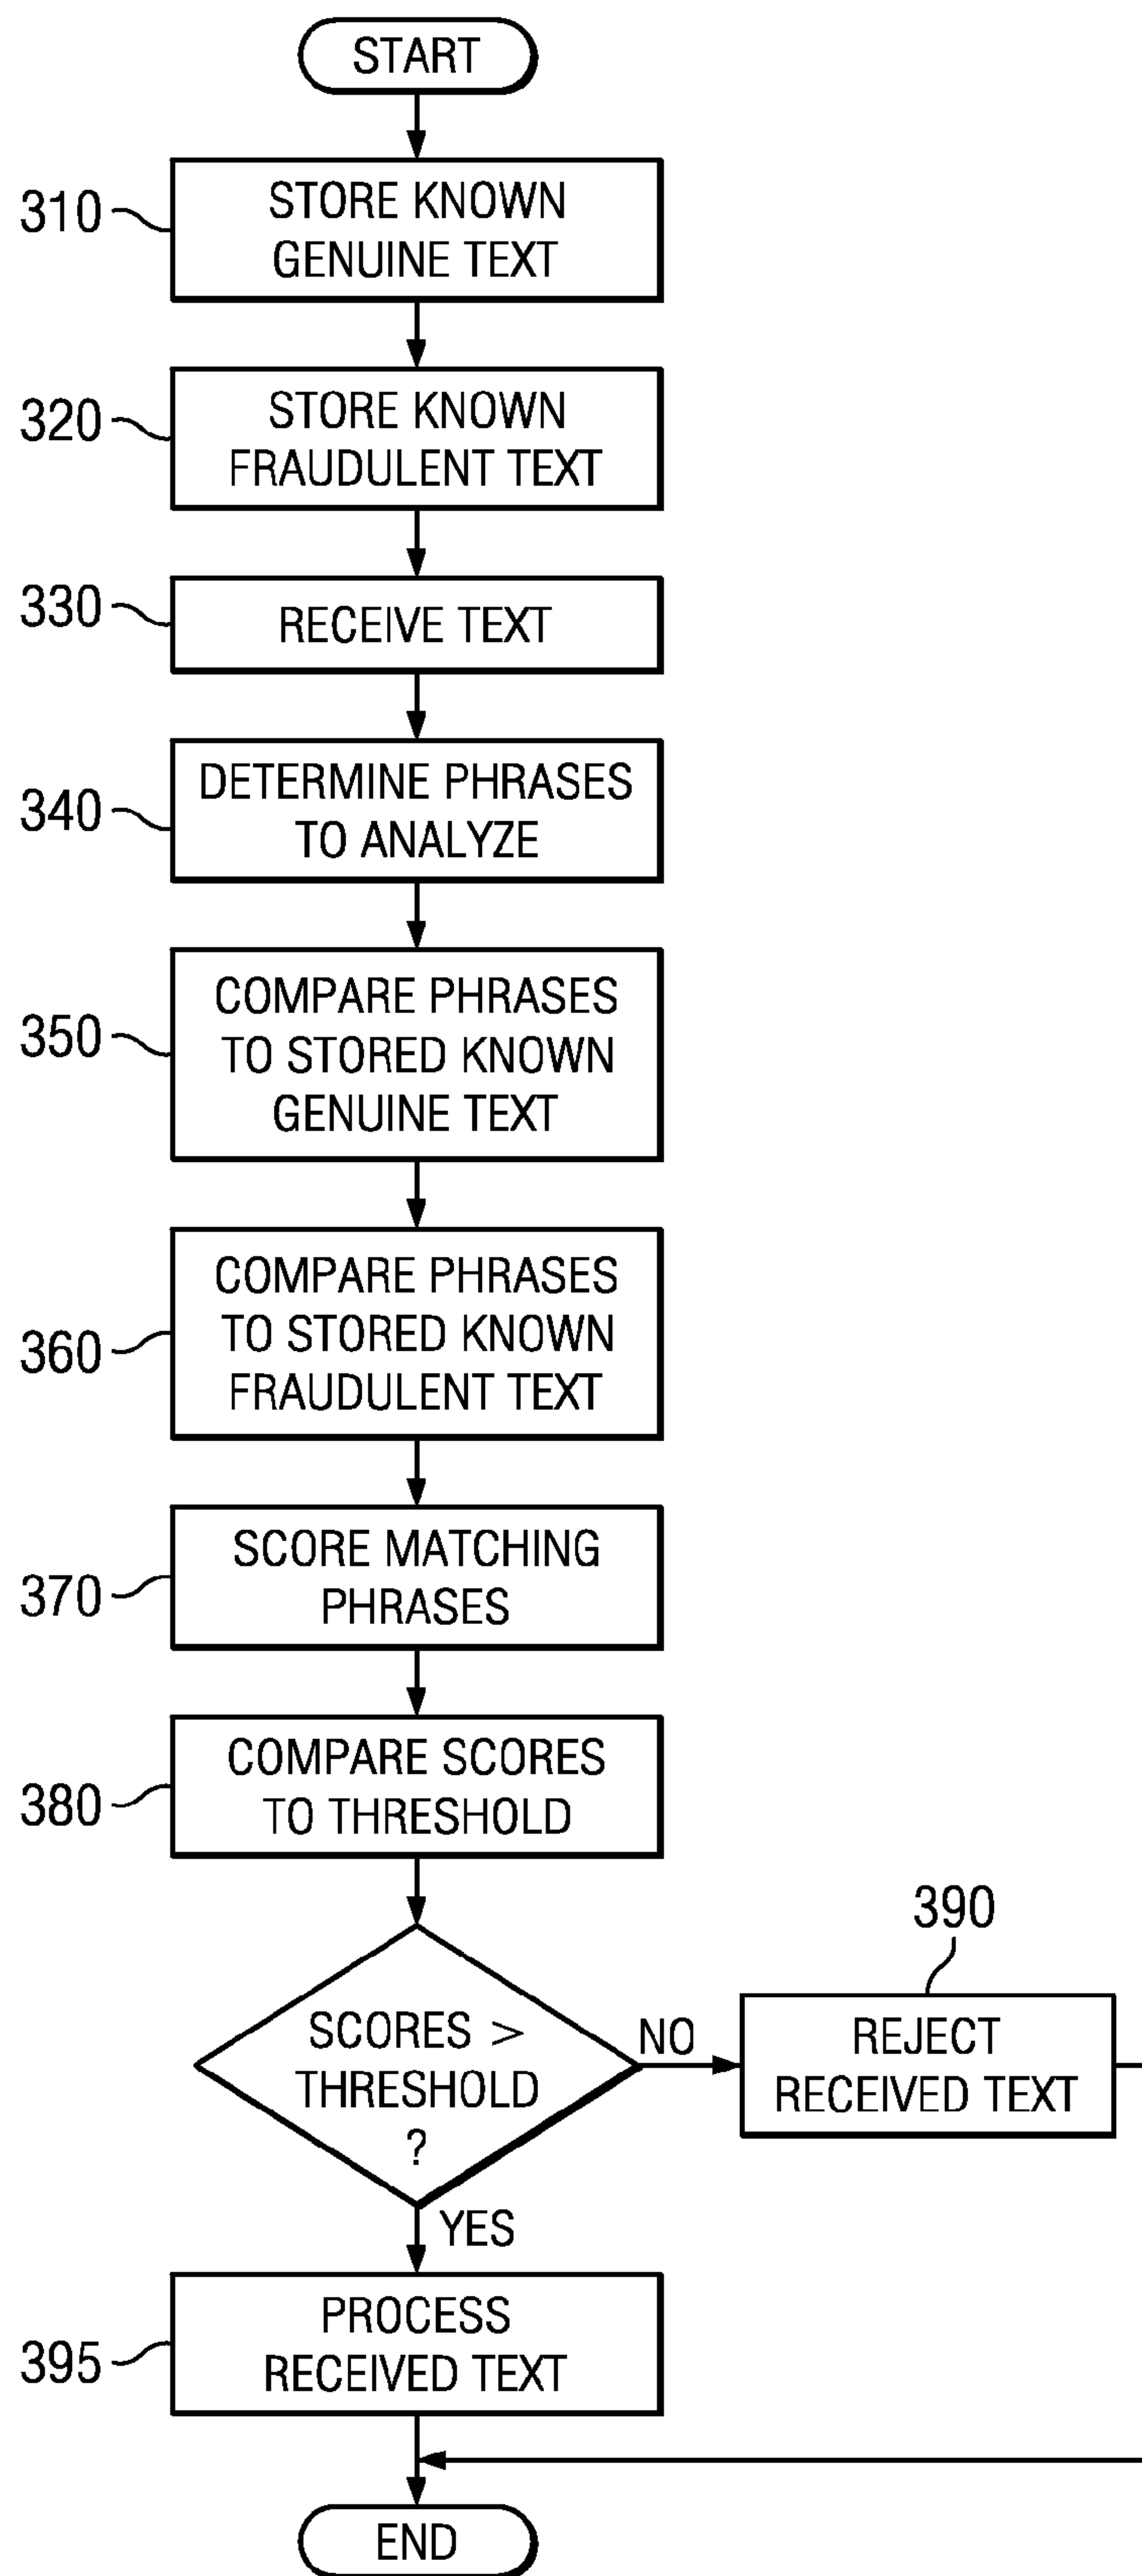 START
310
STORE KNOWN
GENUINE TEXT
320
STORE KNOWN
FRAUDULENT TEXT
330
RECEIVE TEXT
340
DETERMINE PHRASES
TO ANALYZE
350
COMPARE PHRASES
TO STORED KNOWN
GENUINE TEXT
360
COMPARE PHRASES
TO STORED KNOWN
FRAUDULENT TEXT
370
SCORE MATCHING
PHRASES
380
COMPARE SCORES
TO THRESHOLD
SCORES >
THRESHOLD
?
NO
390
REJECT
RECEIVED TEXT
YES
395
PROCESS
RECEIVED TEXT
END